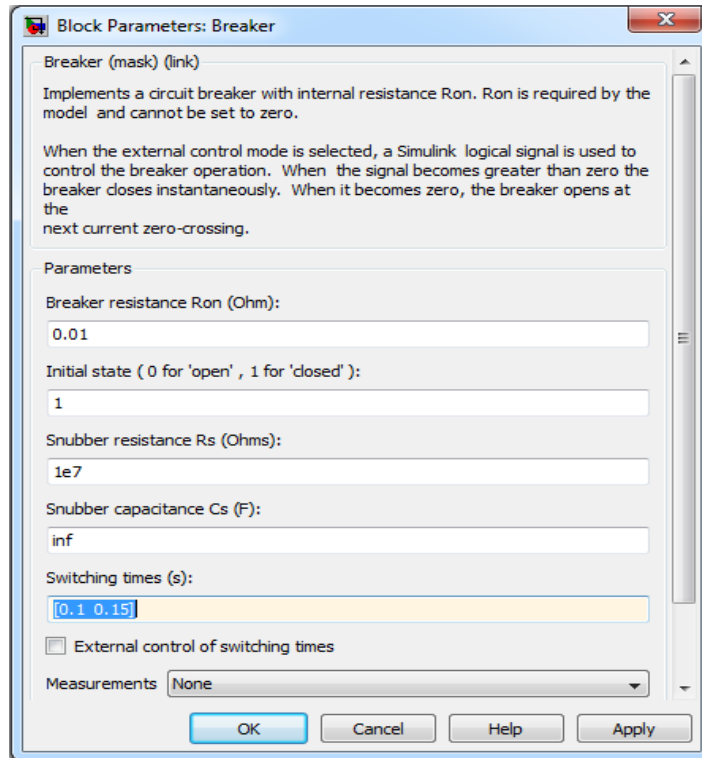 Block Parameters: Breaker
Breaker (mask) (link)
Implements a circuit breaker with internal resistance Ron. Ron is required by the
model  and cannot be set to zero.
When the external control mode is selected, a Simulink  logical signal is used to
control the breaker operation.  When  the signal becomes greater than zero the
breaker closes instantaneously.  When it becomes zero, the breaker opens at
the
next current zero-crossing.
Parameters
Breaker resistance Ron (Ohm):
0.01
Initial state ( 0 for 'open' , 1 for 'closed' ):
1
Snubber resistance Rs (Ohms):
1e7
Snubber capacitance Cs (F):
inf
Switching times (s):
[0.1 0.15]
External control of switching times
Measurements None
OK Cancel Help Apply